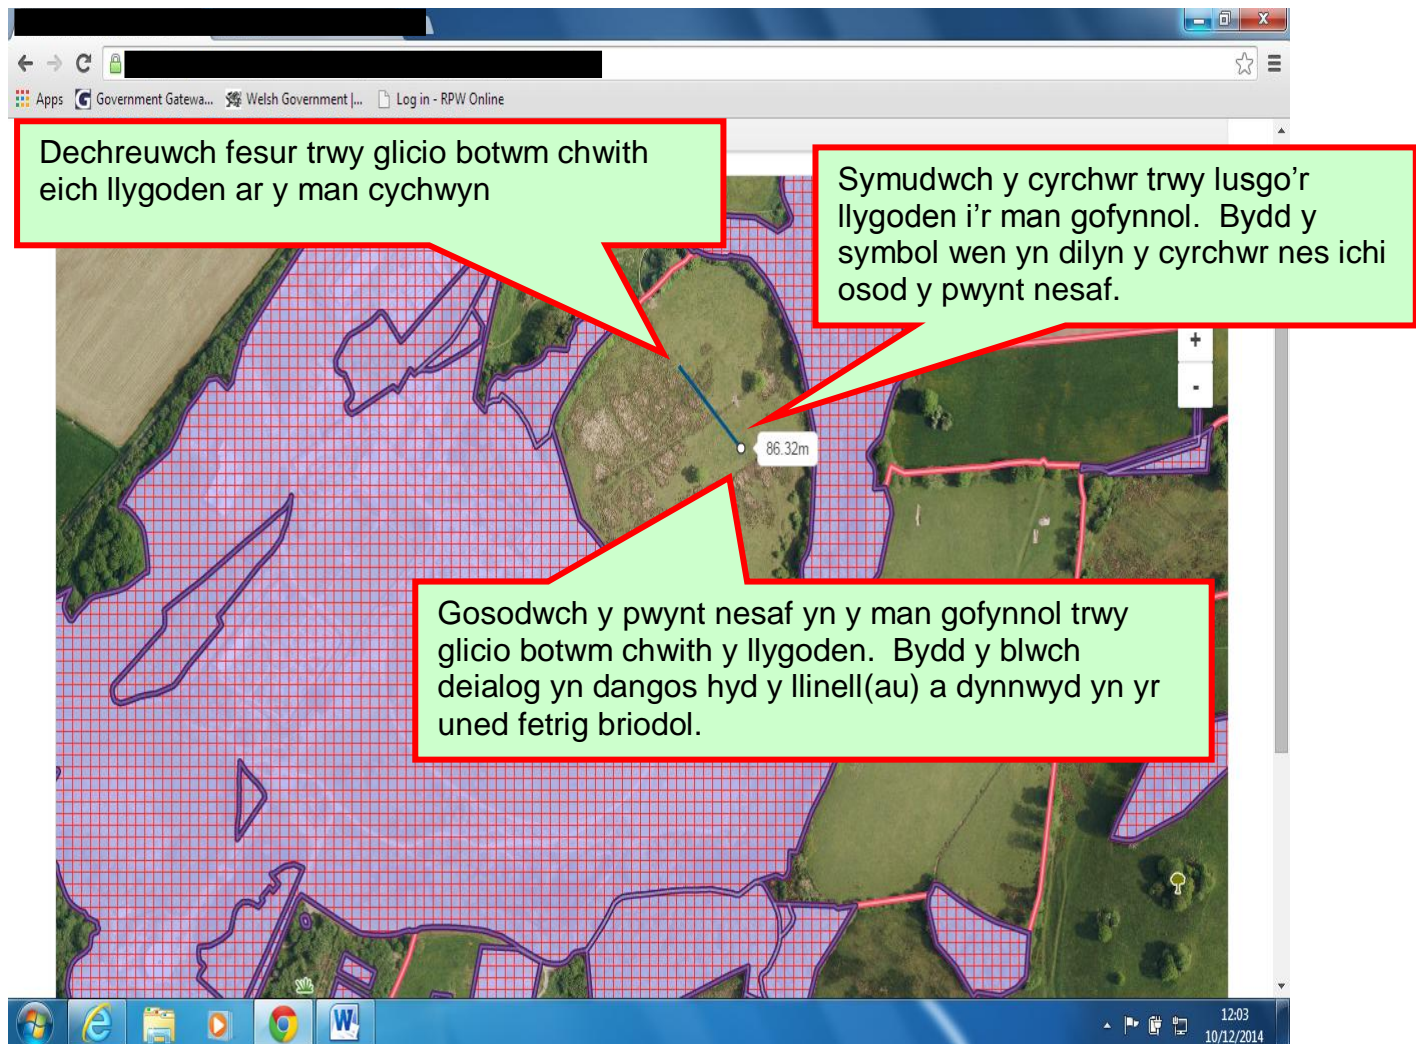 Apps Government Gatewa... Welsh Government |... Log in - RPW Online
Dechreuwch fesur trwy glicio botwm chwith
eich llygoden ar y man cychwyn
Symudwch y cyrchwr trwy lusgo’r
llygoden i’r man gofynnol. Bydd y
symbol wen yn dilyn y cyrchwr nes ichi
osod y pwynt nesaf.
+
-
86.32m
Gosodwch y pwynt nesaf yn y man gofynnol trwy
glicio botwm chwith y llygoden. Bydd y blwch
deialog yn dangos hyd y llinell(au) a dynnwyd yn yr
uned fetrig briodol.
12:03
10/12/2014